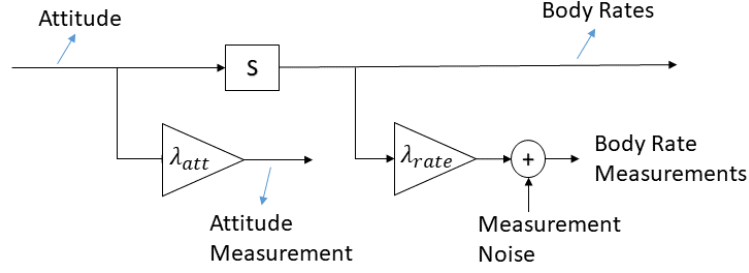 Attitude
Body Rates
S
λ_att
λ_rate
+
Body Rate
Measurements
Attitude
Measurement
Measurement
Noise